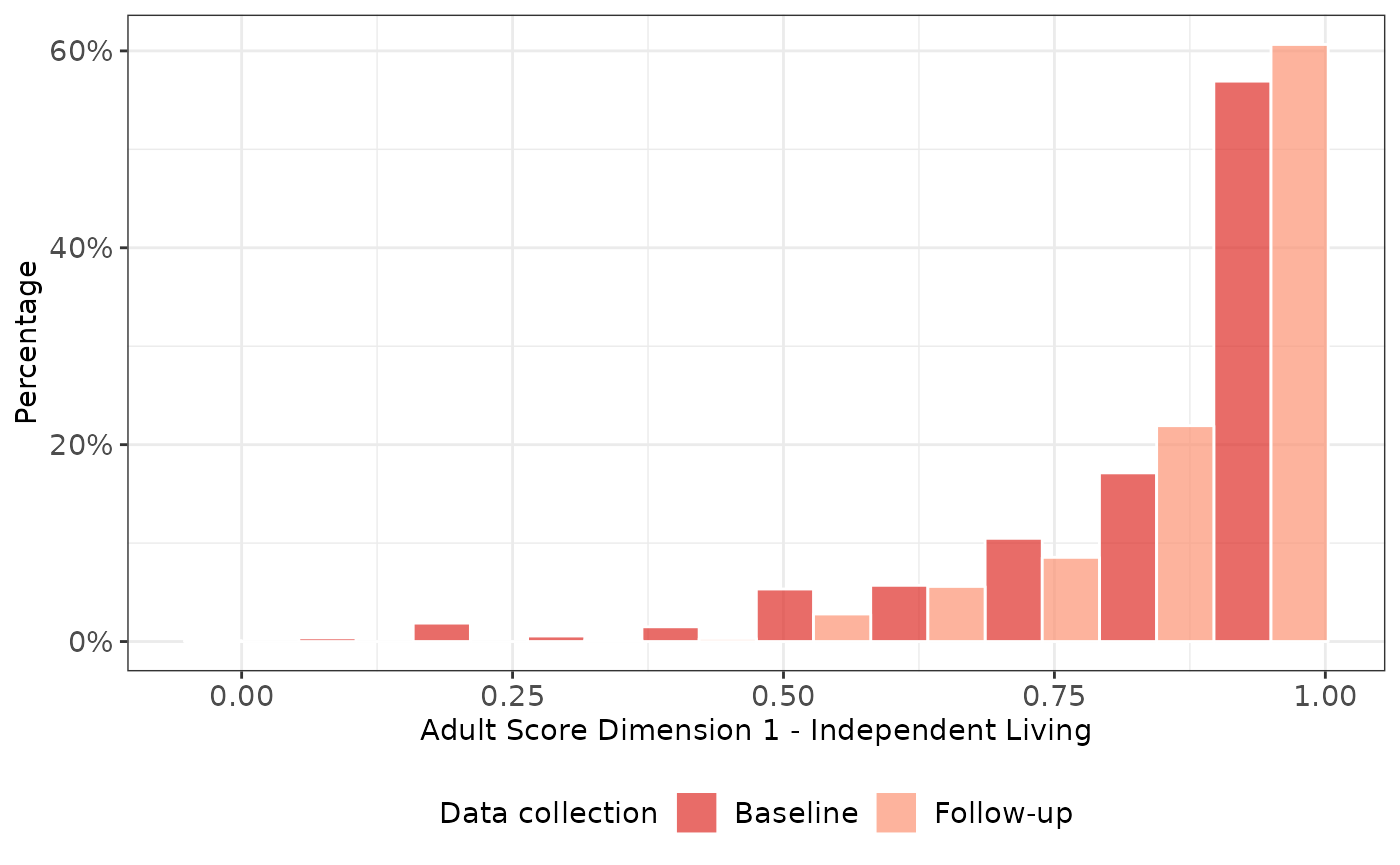 60%
40%
20%
0%
Percentage
0.00 0.25 0.50 0.75 1.00
Adult Score Dimension 1 - Independent Living
Data collection Baseline Follow-up